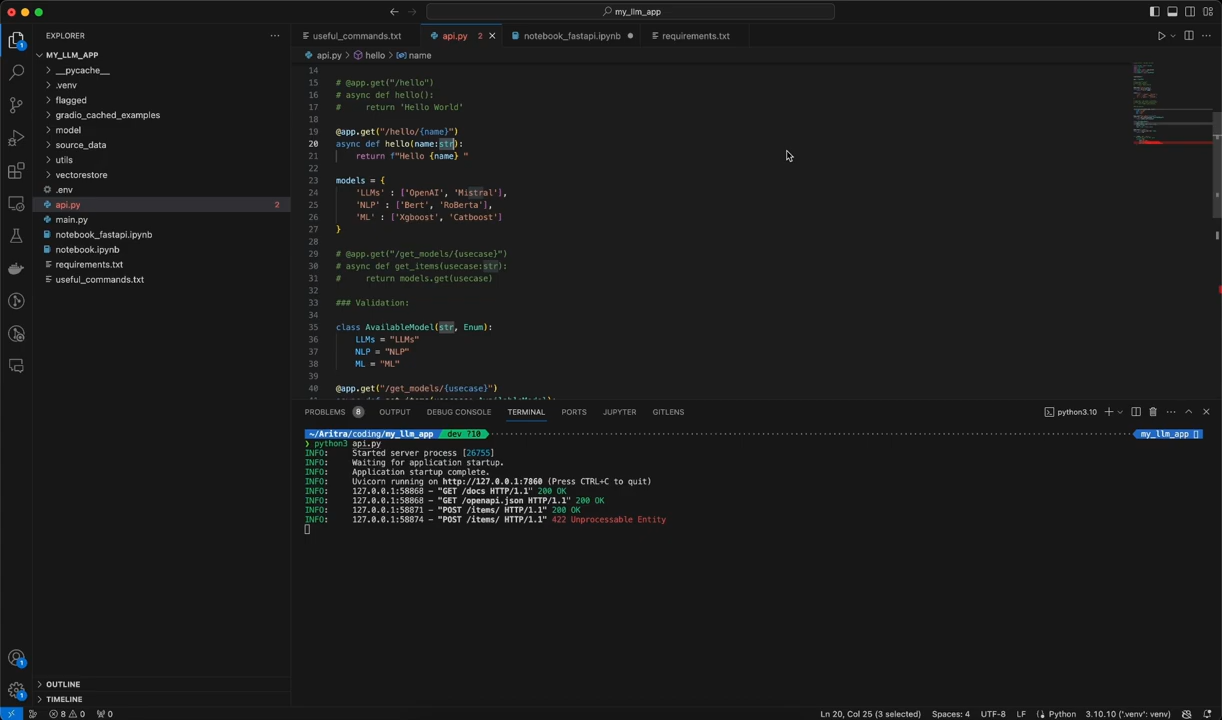 my_llm_app
EXPLORER
MY_LLM_APP
__pycache__
.venv
flagged
gradio_cached_examples
model
source_data
utils
vectorstore
.env
api.py 2
main.py
notebook_fastapi.ipynb
notebook.ipynb
requirements.txt
useful_commands.txt
OUTLINE
TIMELINE
useful_commands.txt api.py 2 notebook_fastapi.ipynb requirements.txt
api.py > hello > name
14
15 # @app.get("/hello")
16 # async def hello():
17 #     return 'Hello World'
18
19 @app.get("/hello/{name}")
20 async def hello(name:str):
21     return f"Hello {name} "
22
23 models = {
24     'LLMs' : ['OpenAI', 'Mistral'],
25     'NLP' : ['Bert', 'RoBerta'],
26     'ML' : ['Xgboost', 'Catboost']
27 }
28
29 # @app.get("/get_models/{usecase}")
30 # async def get_items(usecase:str):
31 #     return models.get(usecase)
32
33 ### Validation:
34
35 class AvailableModel(str, Enum):
36     LLMs = "LLMs"
37     NLP = "NLP"
38     ML = "ML"
39
40 @app.get("/get_models/{usecase}")
PROBLEMS 8 OUTPUT DEBUG CONSOLE TERMINAL PORTS JUPYTER GITLENS
python3.10
~/Aritra/coding/my_llm_app dev ?10 my_llm_app
❯ python3 api.py
INFO:     Started server process [26755]
INFO:     Waiting for application startup.
INFO:     Application startup complete.
INFO:     Uvicorn running on http://127.0.0.1:7860 (Press CTRL+C to quit)
INFO:     127.0.0.1:58868 – "GET /docs HTTP/1.1" 200 OK
INFO:     127.0.0.1:58868 – "GET /openapi.json HTTP/1.1" 200 OK
INFO:     127.0.0.1:58871 – "POST /items/ HTTP/1.1" 200 OK
INFO:     127.0.0.1:58874 – "POST /items/ HTTP/1.1" 422 Unprocessable Entity
8 0 0 Ln 20, Col 25 (3 selected) Spaces: 4 UTF-8 LF Python 3.10.10 ('.venv': venv)